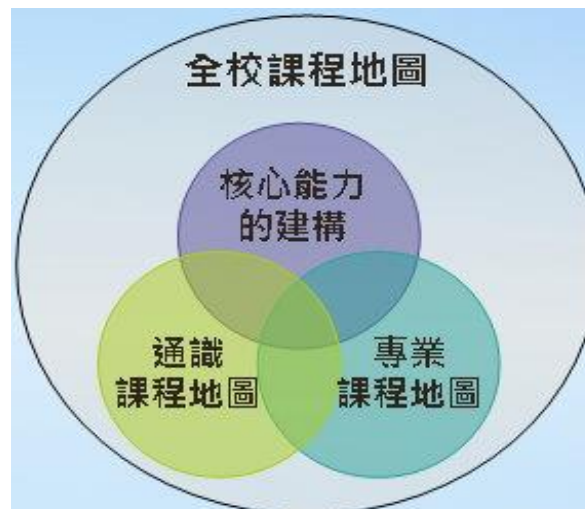 全校課程地圖
核心能力
的建構
通識
課程地圖
專業
課程地圖